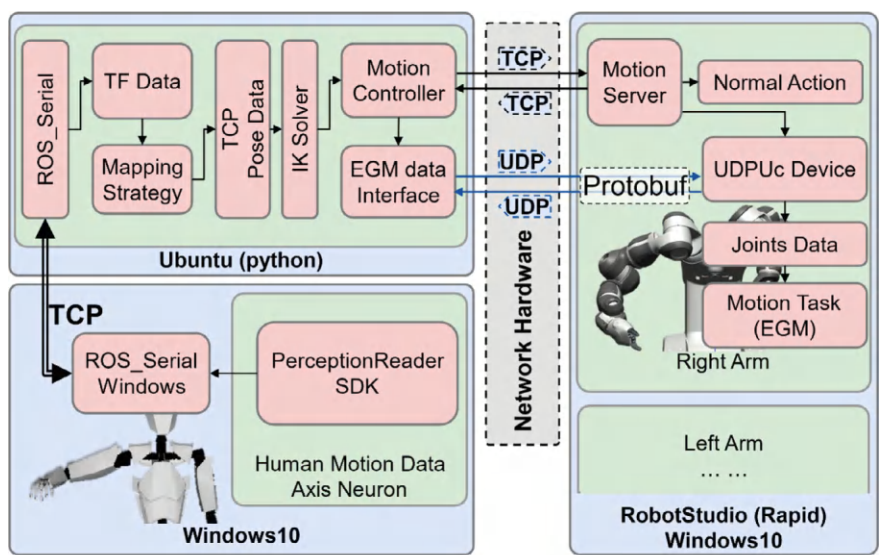 ROS_Serial
TF Data
Mapping
Strategy
TCP
Pose Data
IK Solver
Motion
Controller
EGM data
Interface
Ubuntu (python)
TCP
TCP
UDP
UDP
Protobuf
Network Hardware
Motion
Server
Normal Action
UDPUc Device
Joints Data
Motion Task
(EGM)
Right Arm
Left Arm
... ...
RobotStudio (Rapid)
Windows10
TCP
ROS_Serial
Windows
PerceptionReader
SDK
Human Motion Data
Axis Neuron
Windows10